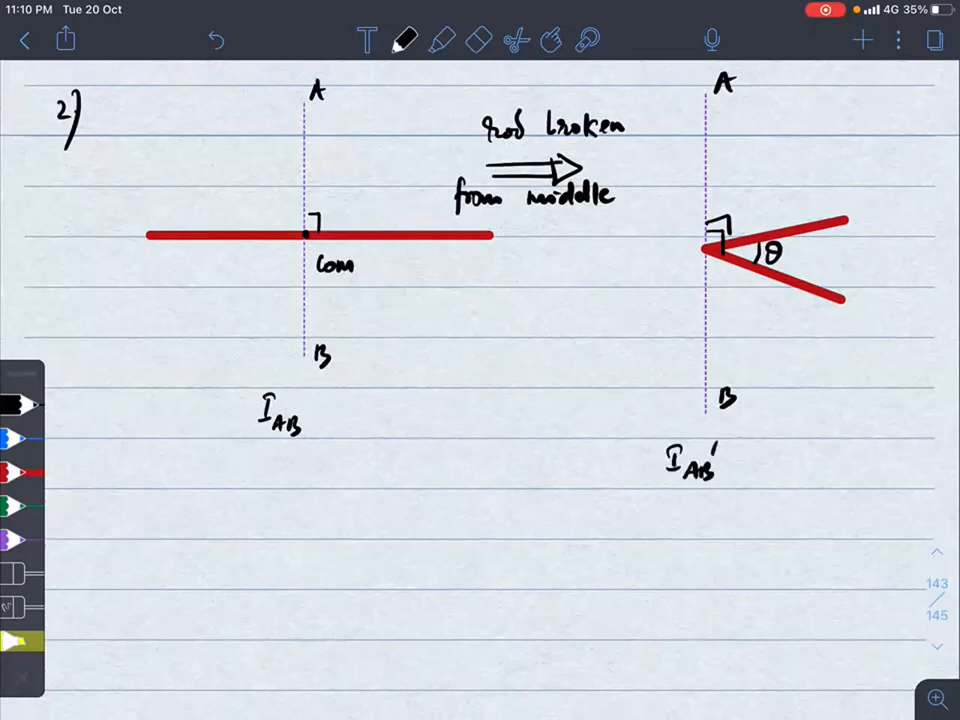 11:10 PM Tue 20 Oct
4G 35%
2)
A
A
rod broken
from middle
θ
Com
B
B
I_AB
I_AB'
143
/
145